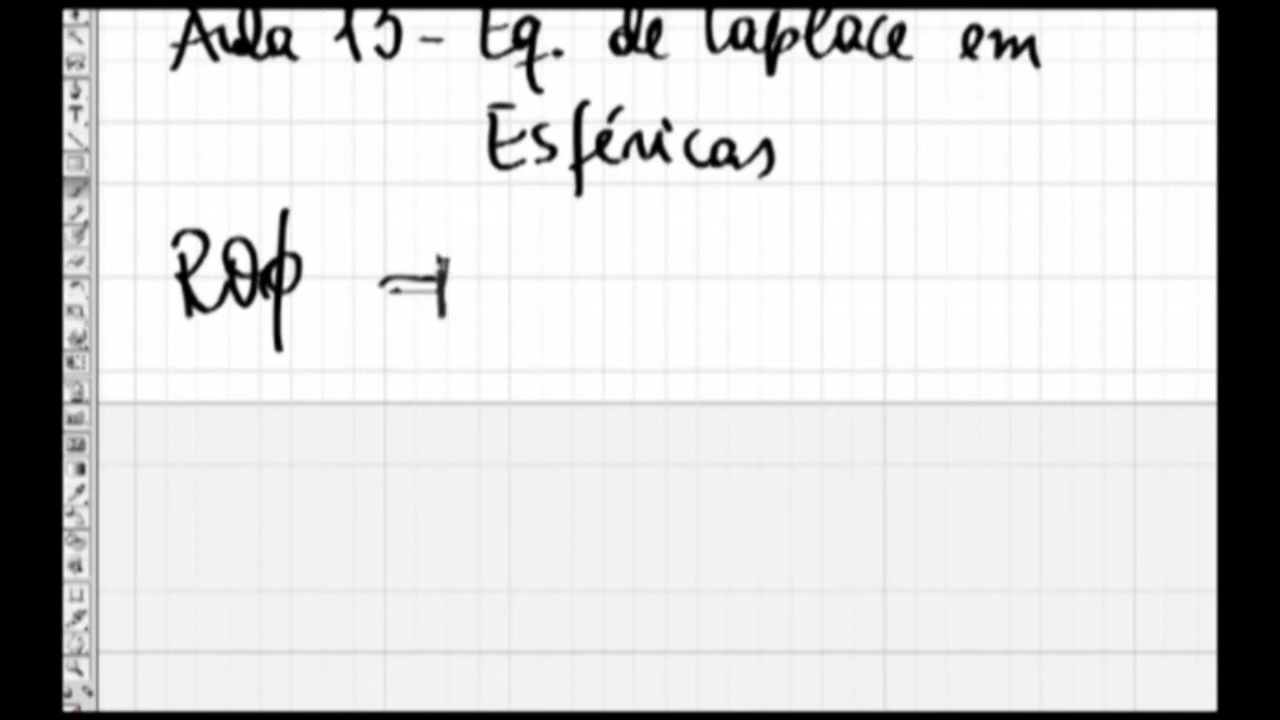 Aula 13 - Eq. de Laplace em
Esféricas
RΘϕ